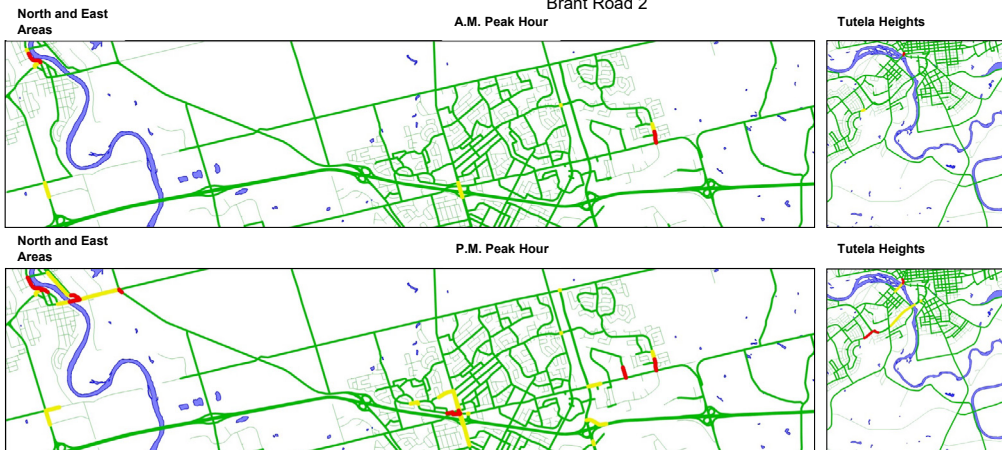 Brant Road 2
North and East
Areas
A.M. Peak Hour
Tutela Heights
North and East
Areas
P.M. Peak Hour
Tutela Heights